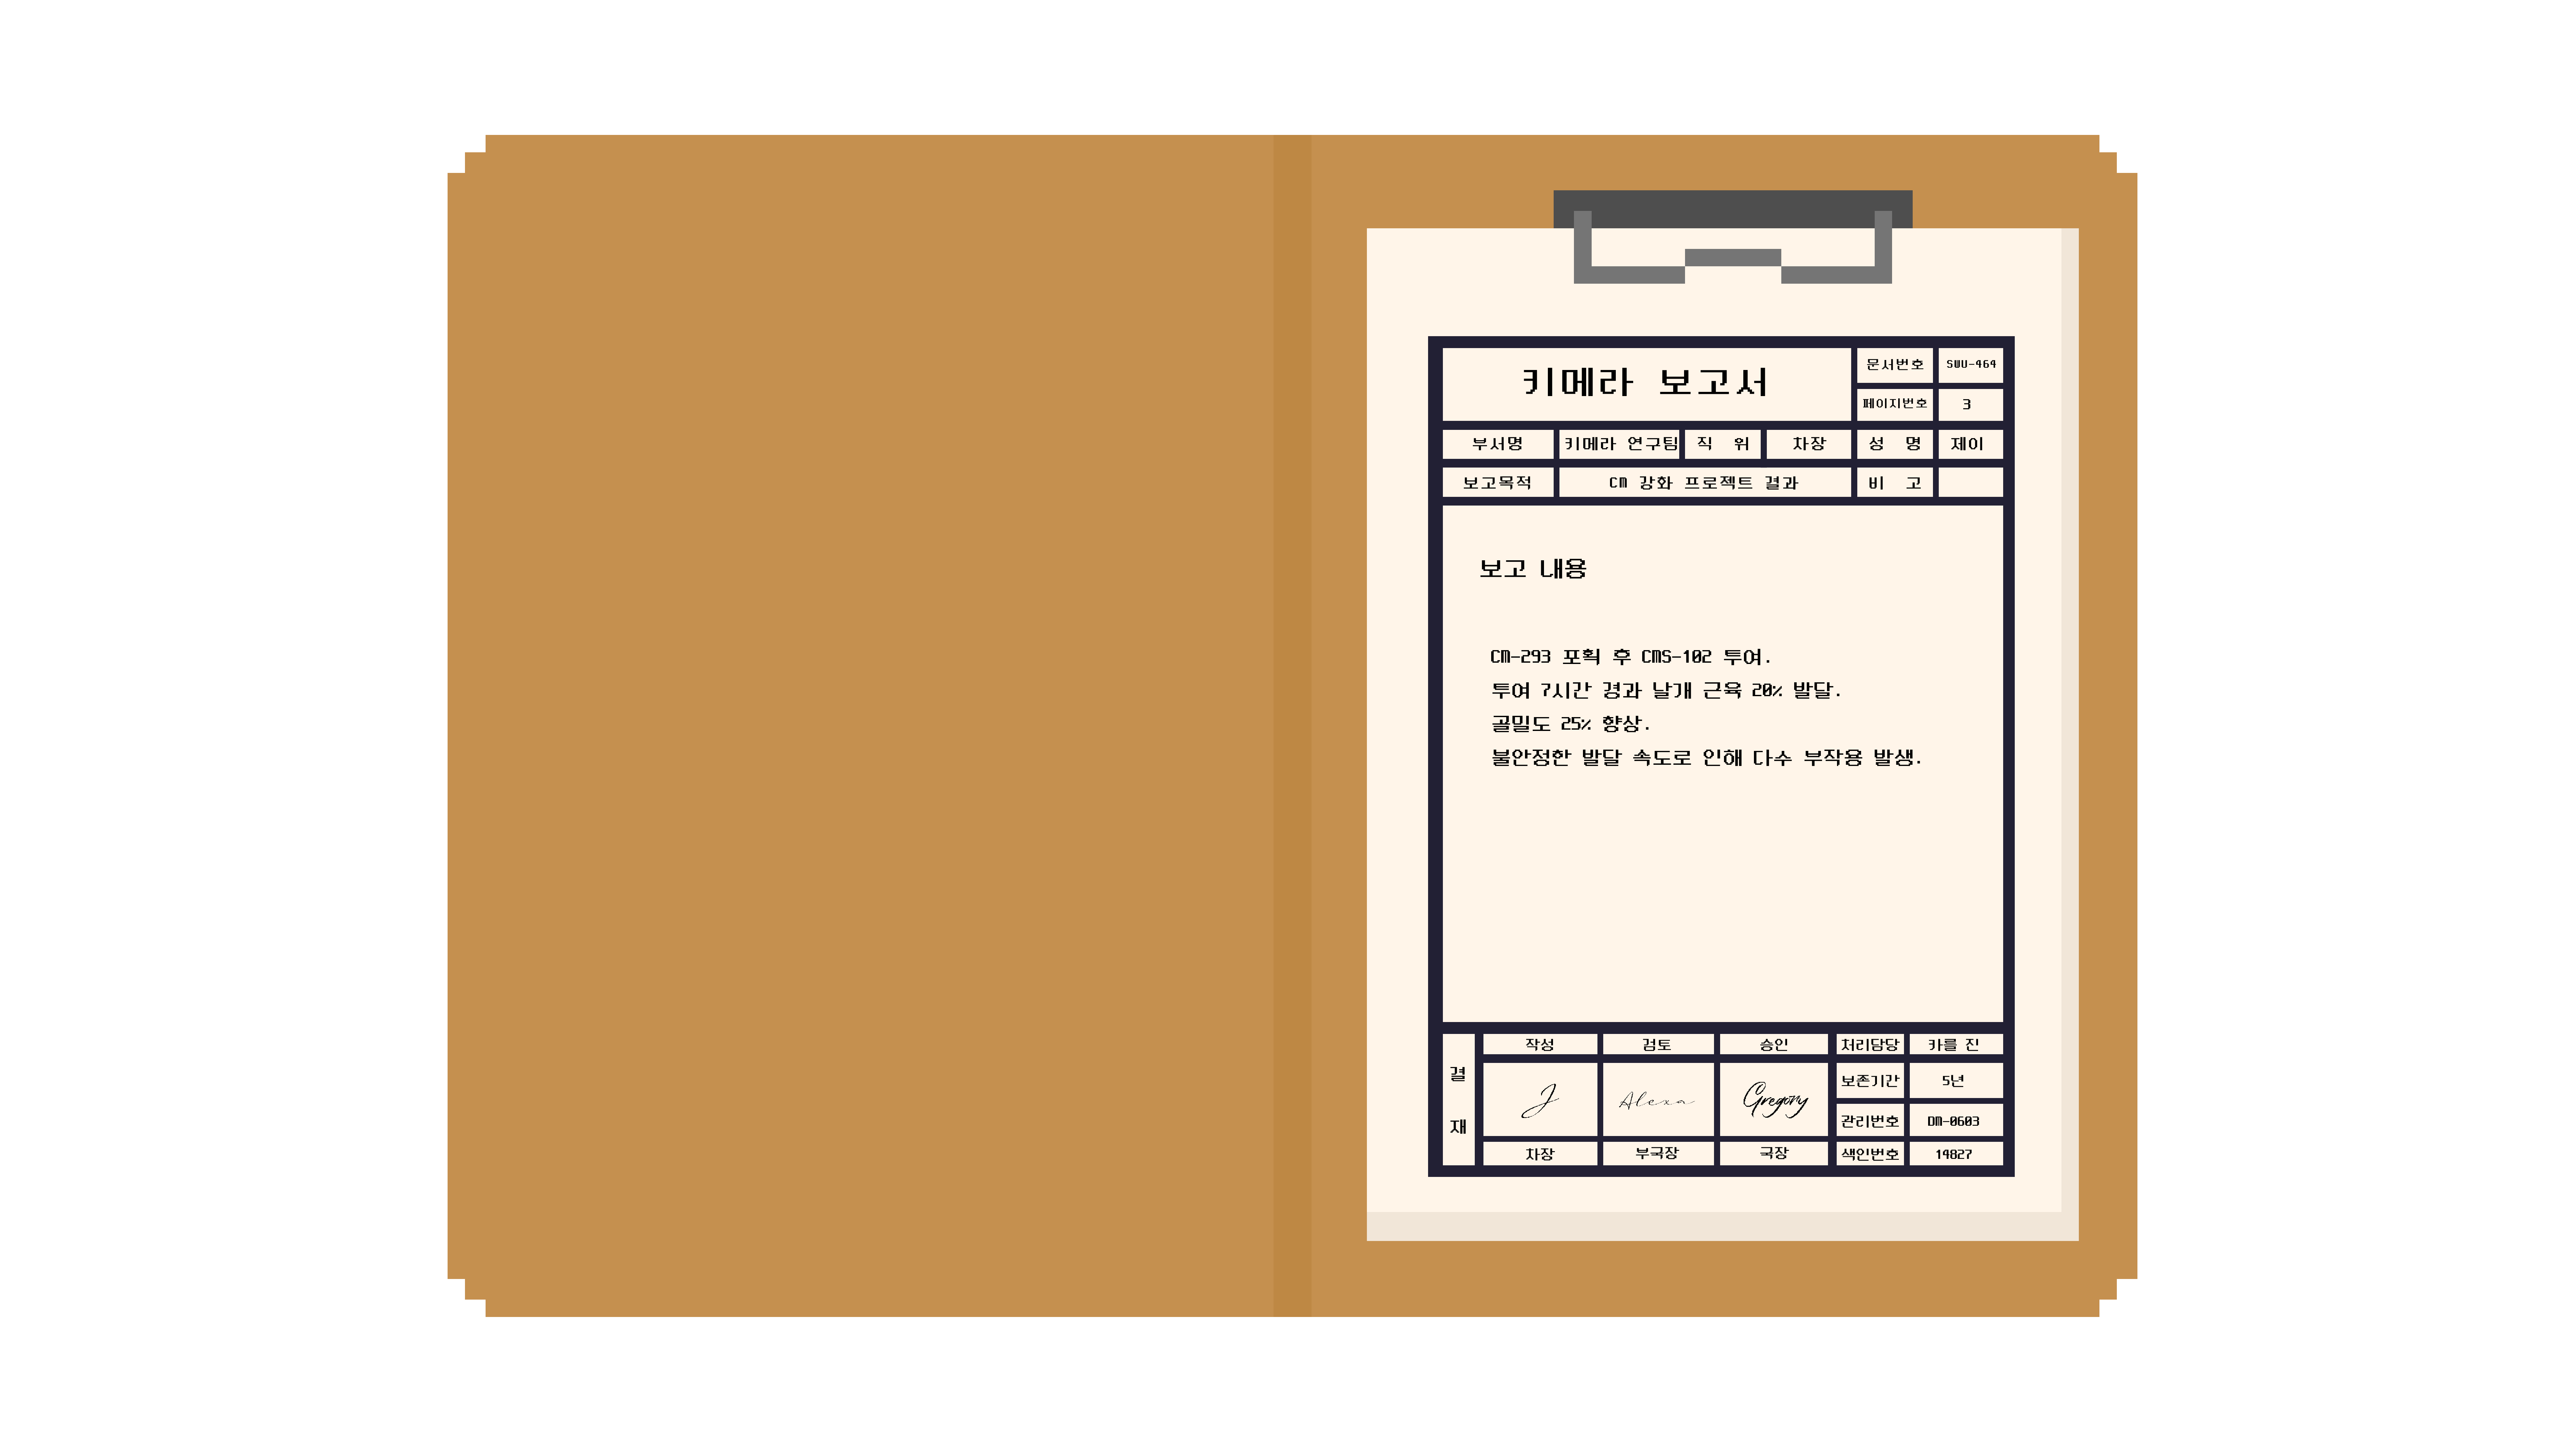 키메라 보고서
문서번호 SWU-464
페이지번호 3
부서명 키메라 연구팀 직 위 차장 성 명 제이
보고목적 CM 강화 프로젝트 결과 비 고
보고 내용
CM-293 포획 후 CMS-102 투여.
투여 7시간 경과 날개 근육 20% 발달.
골밀도 25% 향상.
불안정한 발달 속도로 인해 다수 부작용 발생.
결 재
작성 검토 승인 처리담당 카를 진
J Alexa Gregory
보존기간 5년
관리번호 DM-0603
차장 부국장 국장 색인번호 14827